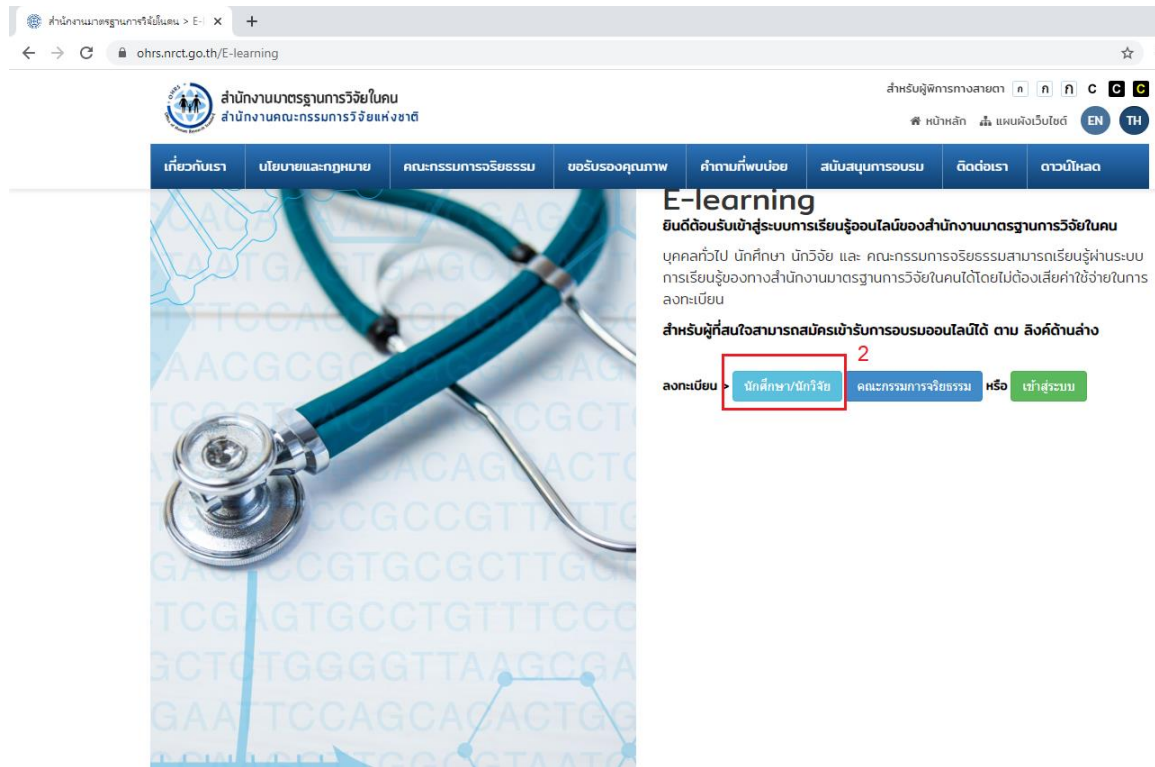 สำนักงานมาตรฐานการวิจัยในคน > E-l
ohrs.nrct.go.th/E-learning
สำนักงานมาตรฐานการวิจัยในคน
สำนักงานคณะกรรมการวิจัยแห่งชาติ
สำหรับผู้พิการทางสายตา ก ก ก C C C
หน้าหลัก แผนผังเว็บไซต์ EN TH
เกี่ยวกับเรา นโยบายและกฎหมาย คณะกรรมการจริยธรรม ขอรับรองคุณภาพ คำถามที่พบบ่อย สนับสนุนการอบรม ติดต่อเรา ดาวน์โหลด
E-learning
ยินดีต้อนรับเข้าสู่ระบบการเรียนรู้ออนไลน์ของสำนักงานมาตรฐานการวิจัยในคน
บุคคลทั่วไป นักศึกษา นักวิจัย และ คณะกรรมการจริยธรรมสามารถเรียนรู้ผ่านระบบ
การเรียนรู้ของทางสำนักงานมาตรฐานการวิจัยในคนได้โดยไม่ต้องเสียค่าใช้จ่ายในการ
ลงทะเบียน
สำหรับผู้ที่สนใจสามารถสมัครเข้ารับการอบรมออนไลน์ได้ ตาม ลิงค์ด้านล่าง
2
ลงทะเบียน > นักศึกษา/นักวิจัย คณะกรรมการจริยธรรม หรือ เข้าสู่ระบบ